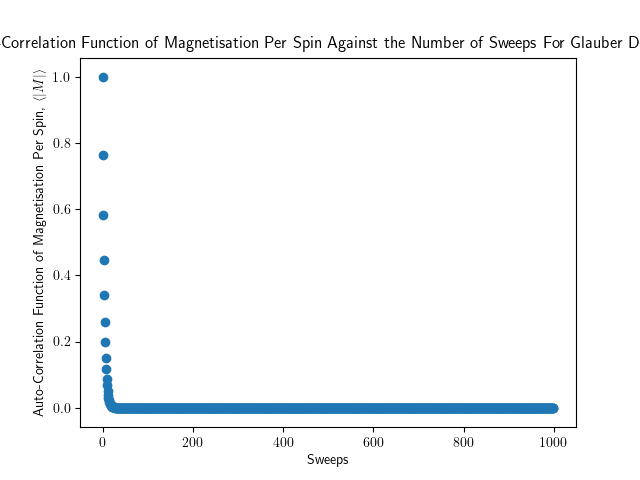 -Correlation Function of Magnetisation Per Spin Against the Number of Sweeps For Glauber D
Auto-Correlation Function of Magnetisation Per Spin, ⟨|M|⟩
1.0
0.8
0.6
0.4
0.2
0.0
0 200 400 600 800 1000
Sweeps